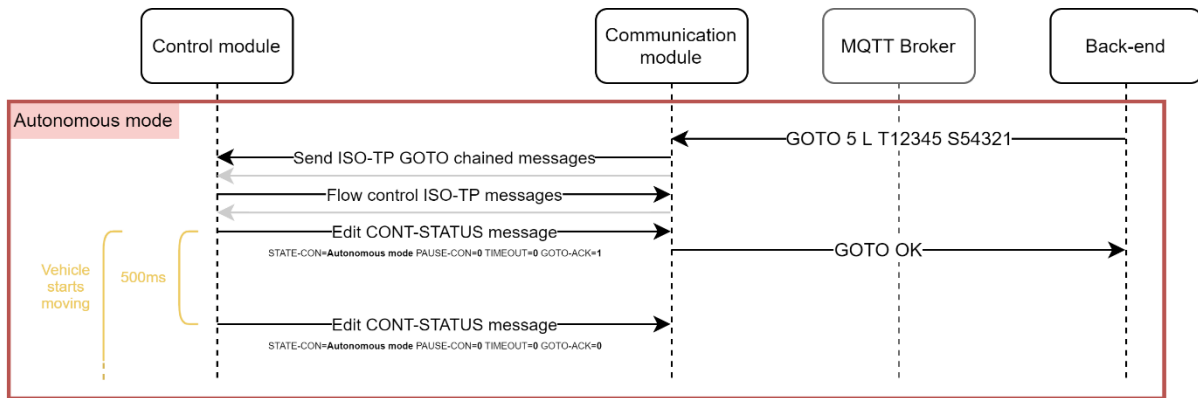 Control module
Communication
module
MQTT Broker
Back-end
Autonomous mode
GOTO 5 L T12345 S54321
Send ISO-TP GOTO chained messages
Flow control ISO-TP messages
Edit CONT-STATUS message
STATE-CON=Autonomous mode PAUSE-CON=0 TIMEOUT=0 GOTO-ACK=1
GOTO OK
Vehicle
starts
moving
500ms
Edit CONT-STATUS message
STATE-CON=Autonomous mode PAUSE-CON=0 TIMEOUT=0 GOTO-ACK=0